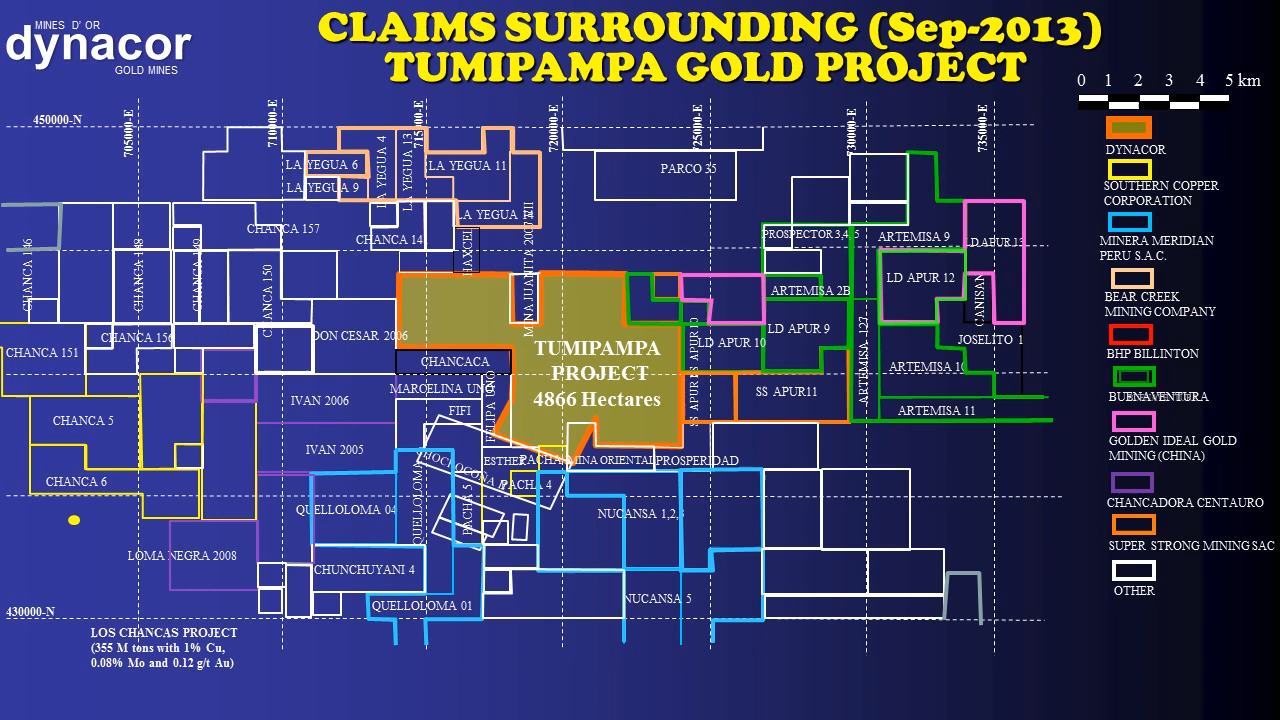 MINES D' OR
dynacor
GOLD MINES
CLAIMS SURROUNDING (Sep-2013)
TUMIPAMPA GOLD PROJECT
0 1 2 3 4 5 km
450000-N
705000-E
710000-E
715000-E
720000-E
725000-E
730000-E
735000-E
DYNACOR
SOUTHERN COPPER
CORPORATION
MINERA MERIDIAN
PERU S.A.C.
BEAR CREEK
MINING COMPANY
BHP BILLINTON
BUENAVENTURA
GOLDEN IDEAL GOLD
MINING (CHINA)
CHANCADORA CENTAURO
SUPER STRONG MINING SAC
OTHER
LA YEGUA 6
LA YEGUA 4
LA YEGUA 13
LA YEGUA 11
LA YEGUA 9
LA YEGUA 14
PARCO 35
CHANCA 157
CHANCA 14
CHANCA 146
CHANCA 148
CHANCA 149
CHANCA 150
HAXCEL
MINA JUANITA 2007 III
PROSPECTOR 3,4,5
ARTEMISA 9
LD APUR 13
LD APUR 12
CANISAN
ARTEMISA 2B
DON CESAR 2006
CHANCA 151
CHANCA 156
CHANCACA
TUMIPAMPA
PROJECT
4866 Hectares
LD APUR 9
LD APUR 10
SS APUR 10
ARTEMISA 127
JOSELITO 1
ARTEMISA 10
MARCELINA UNO
SS APUR11
IVAN 2006
FIFI
FELIPA UNO
ARTEMISA 11
CHANCA 5
IVAN 2005
ESTHER
PACHA
MINA ORIENTAL
PROSPERIDAD
CHANCA 6
PACHA 4
PACHA 5
QUELLOLOMA
QUELLOLOMA 04
NUCANSA 1,2,3
LOMA NEGRA 2008
CHUNCHUYANI 4
QUELLOLOMA 01
NUCANSA 5
430000-N
LOS CHANCAS PROJECT
(355 M tons with 1% Cu,
0.08% Mo and 0.12 g/t Au)